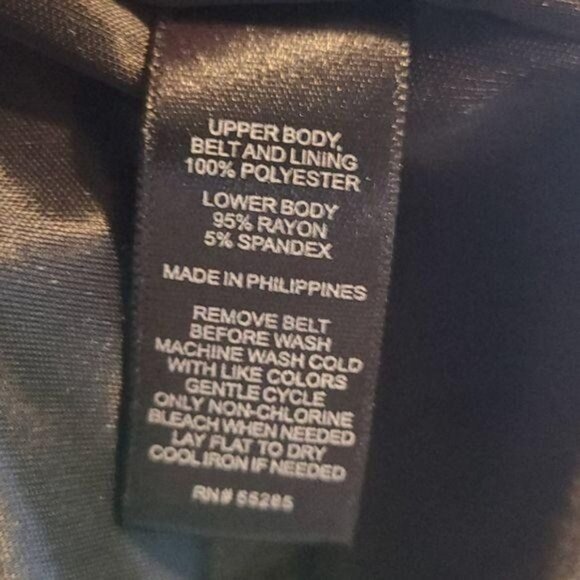 UPPER BODY,
BELT AND LINING
100% POLYESTER
LOWER BODY
95% RAYON
5% SPANDEX
MADE IN PHILIPPINES
REMOVE BELT
BEFORE WASH
MACHINE WASH COLD
WITH LIKE COLORS
GENTLE CYCLE
ONLY NON-CHLORINE
BLEACH WHEN NEEDED
LAY FLAT TO DRY
COOL IRON IF NEEDED
RN# 55285